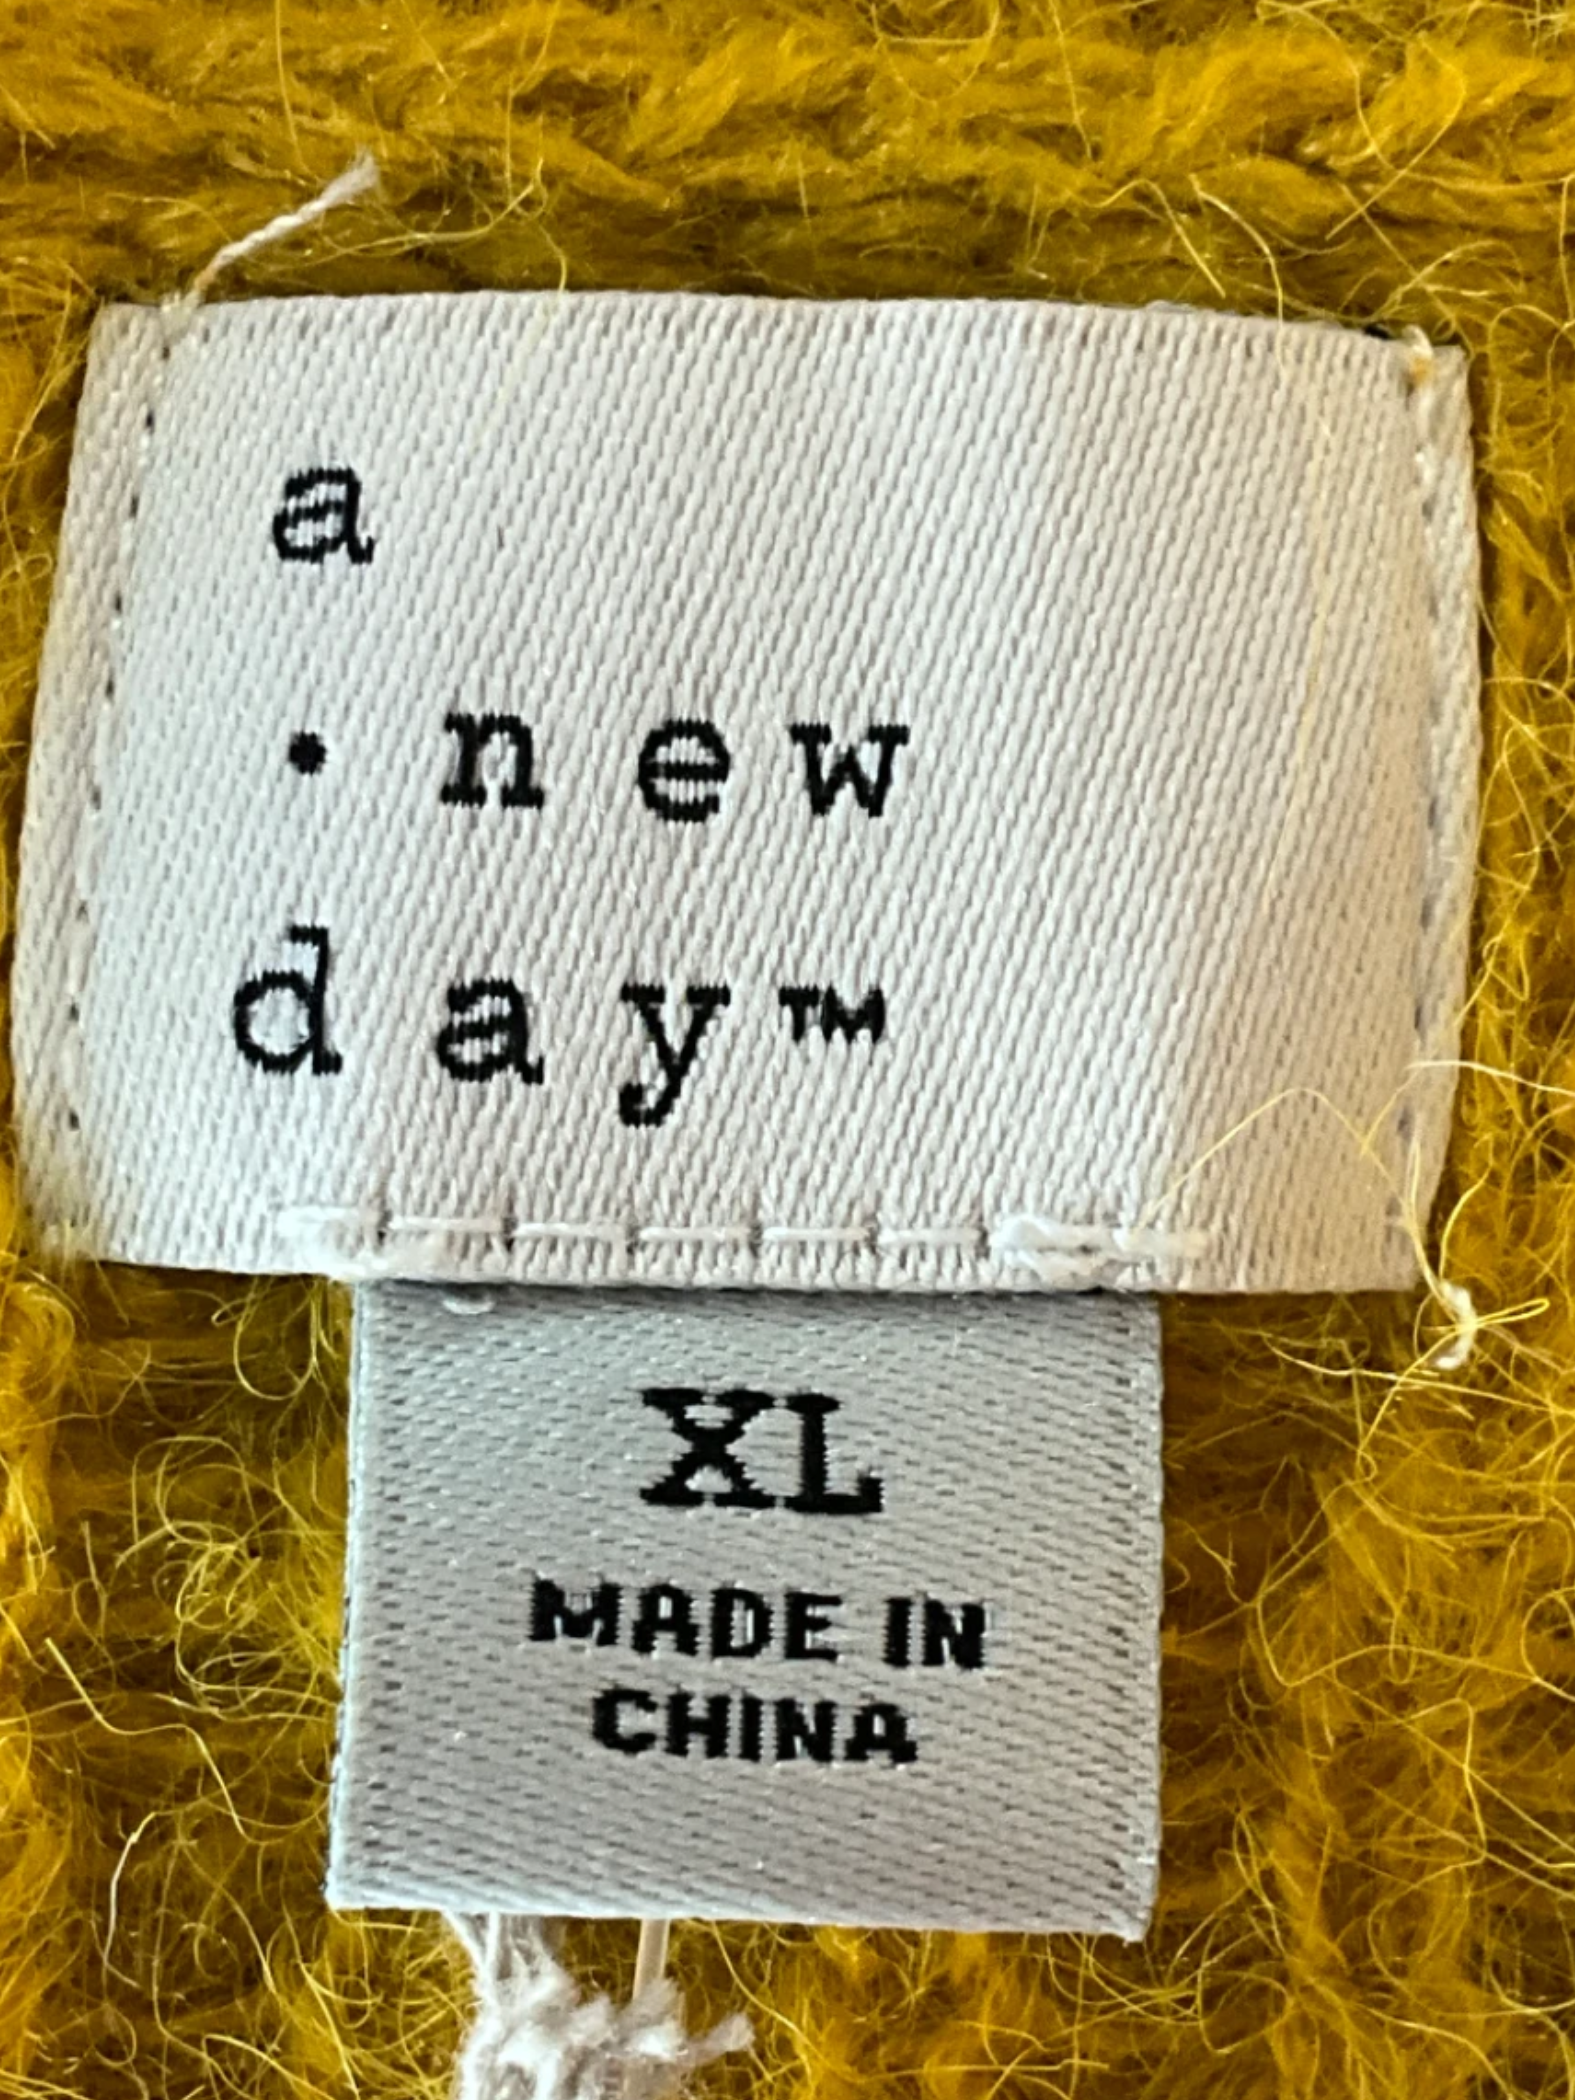 a
• new
day™
XL
MADE IN
CHINA